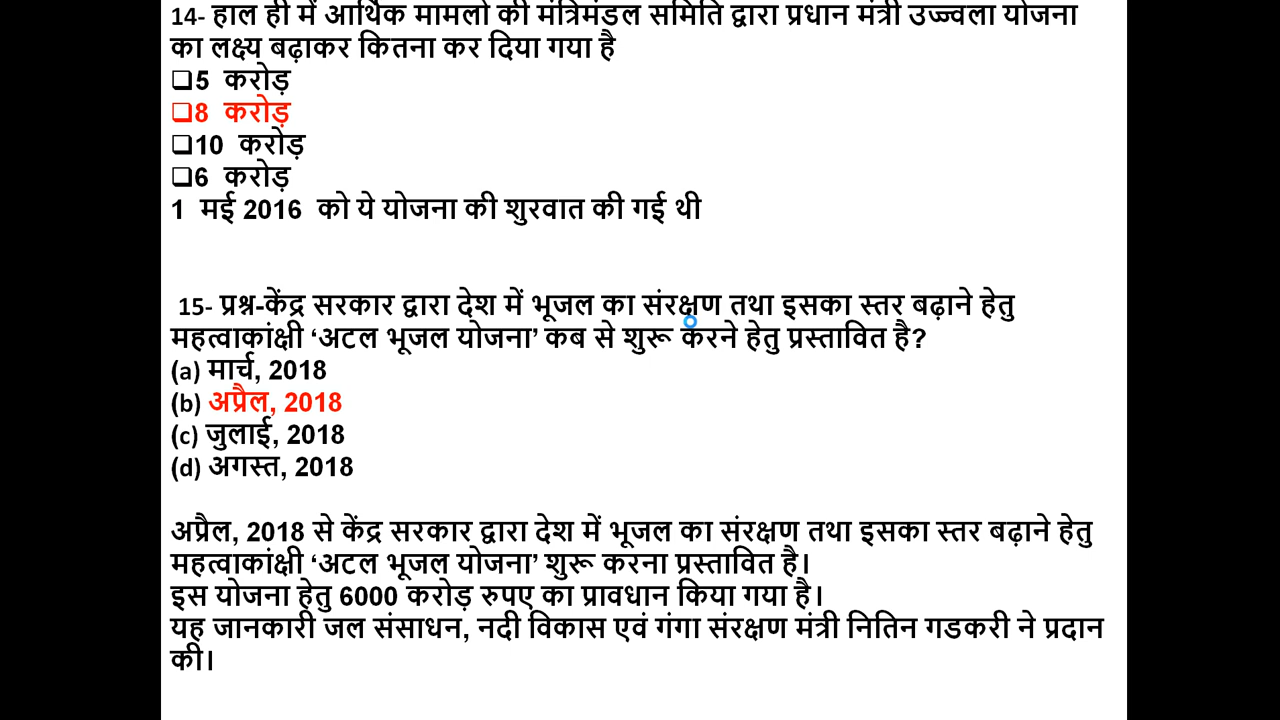 14- हाल ही में आर्थिक मामलो की मंत्रिमंडल समिति द्वारा प्रधान मंत्री उज्ज्वला योजना
का लक्ष्य बढ़ाकर कितना कर दिया गया है
❑5 करोड़
❑8 करोड़
❑10 करोड़
❑6 करोड़
1 मई 2016 को ये योजना की शुरवात की गई थी
15- प्रश्न-केंद्र सरकार द्वारा देश में भूजल का संरक्षण तथा इसका स्तर बढ़ाने हेतु
महत्वाकांक्षी ‘अटल भूजल योजना’ कब से शुरू करने हेतु प्रस्तावित है?
(a) मार्च, 2018
(b) अप्रैल, 2018
(c) जुलाई, 2018
(d) अगस्त, 2018
अप्रैल, 2018 से केंद्र सरकार द्वारा देश में भूजल का संरक्षण तथा इसका स्तर बढ़ाने हेतु
महत्वाकांक्षी ‘अटल भूजल योजना’ शुरू करना प्रस्तावित है।
इस योजना हेतु 6000 करोड़ रुपए का प्रावधान किया गया है।
यह जानकारी जल संसाधन, नदी विकास एवं गंगा संरक्षण मंत्री नितिन गडकरी ने प्रदान
की।